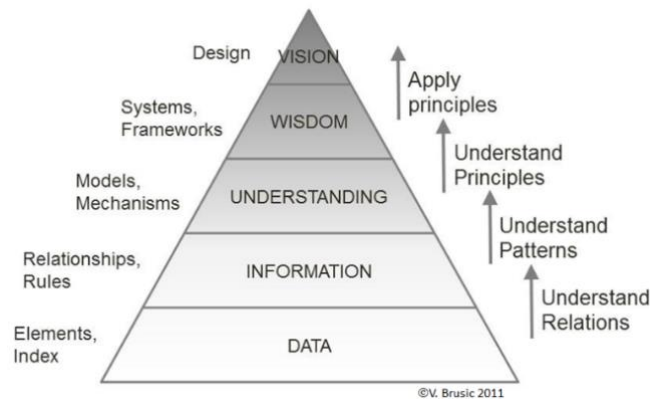 Design
VISION
Apply
principles
Systems,
Frameworks
WISDOM
Understand
Principles
Models,
Mechanisms
UNDERSTANDING
Understand
Patterns
Relationships,
Rules
INFORMATION
Understand
Relations
Elements,
Index
DATA
©V. Brusic 2011